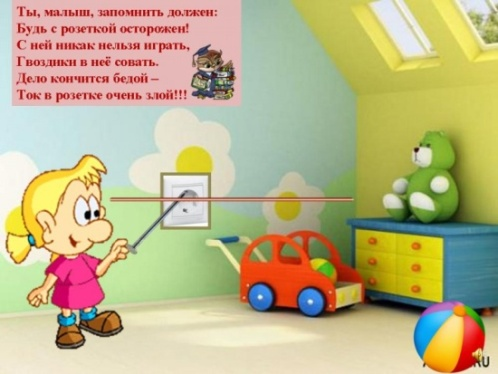 Ты, малыш, запомнить должен:
Будь с розеткой осторожен!
С ней никак нельзя играть,
Гвоздики в неё совать.
Дело кончится бедой –
Ток в розетке очень злой!!!